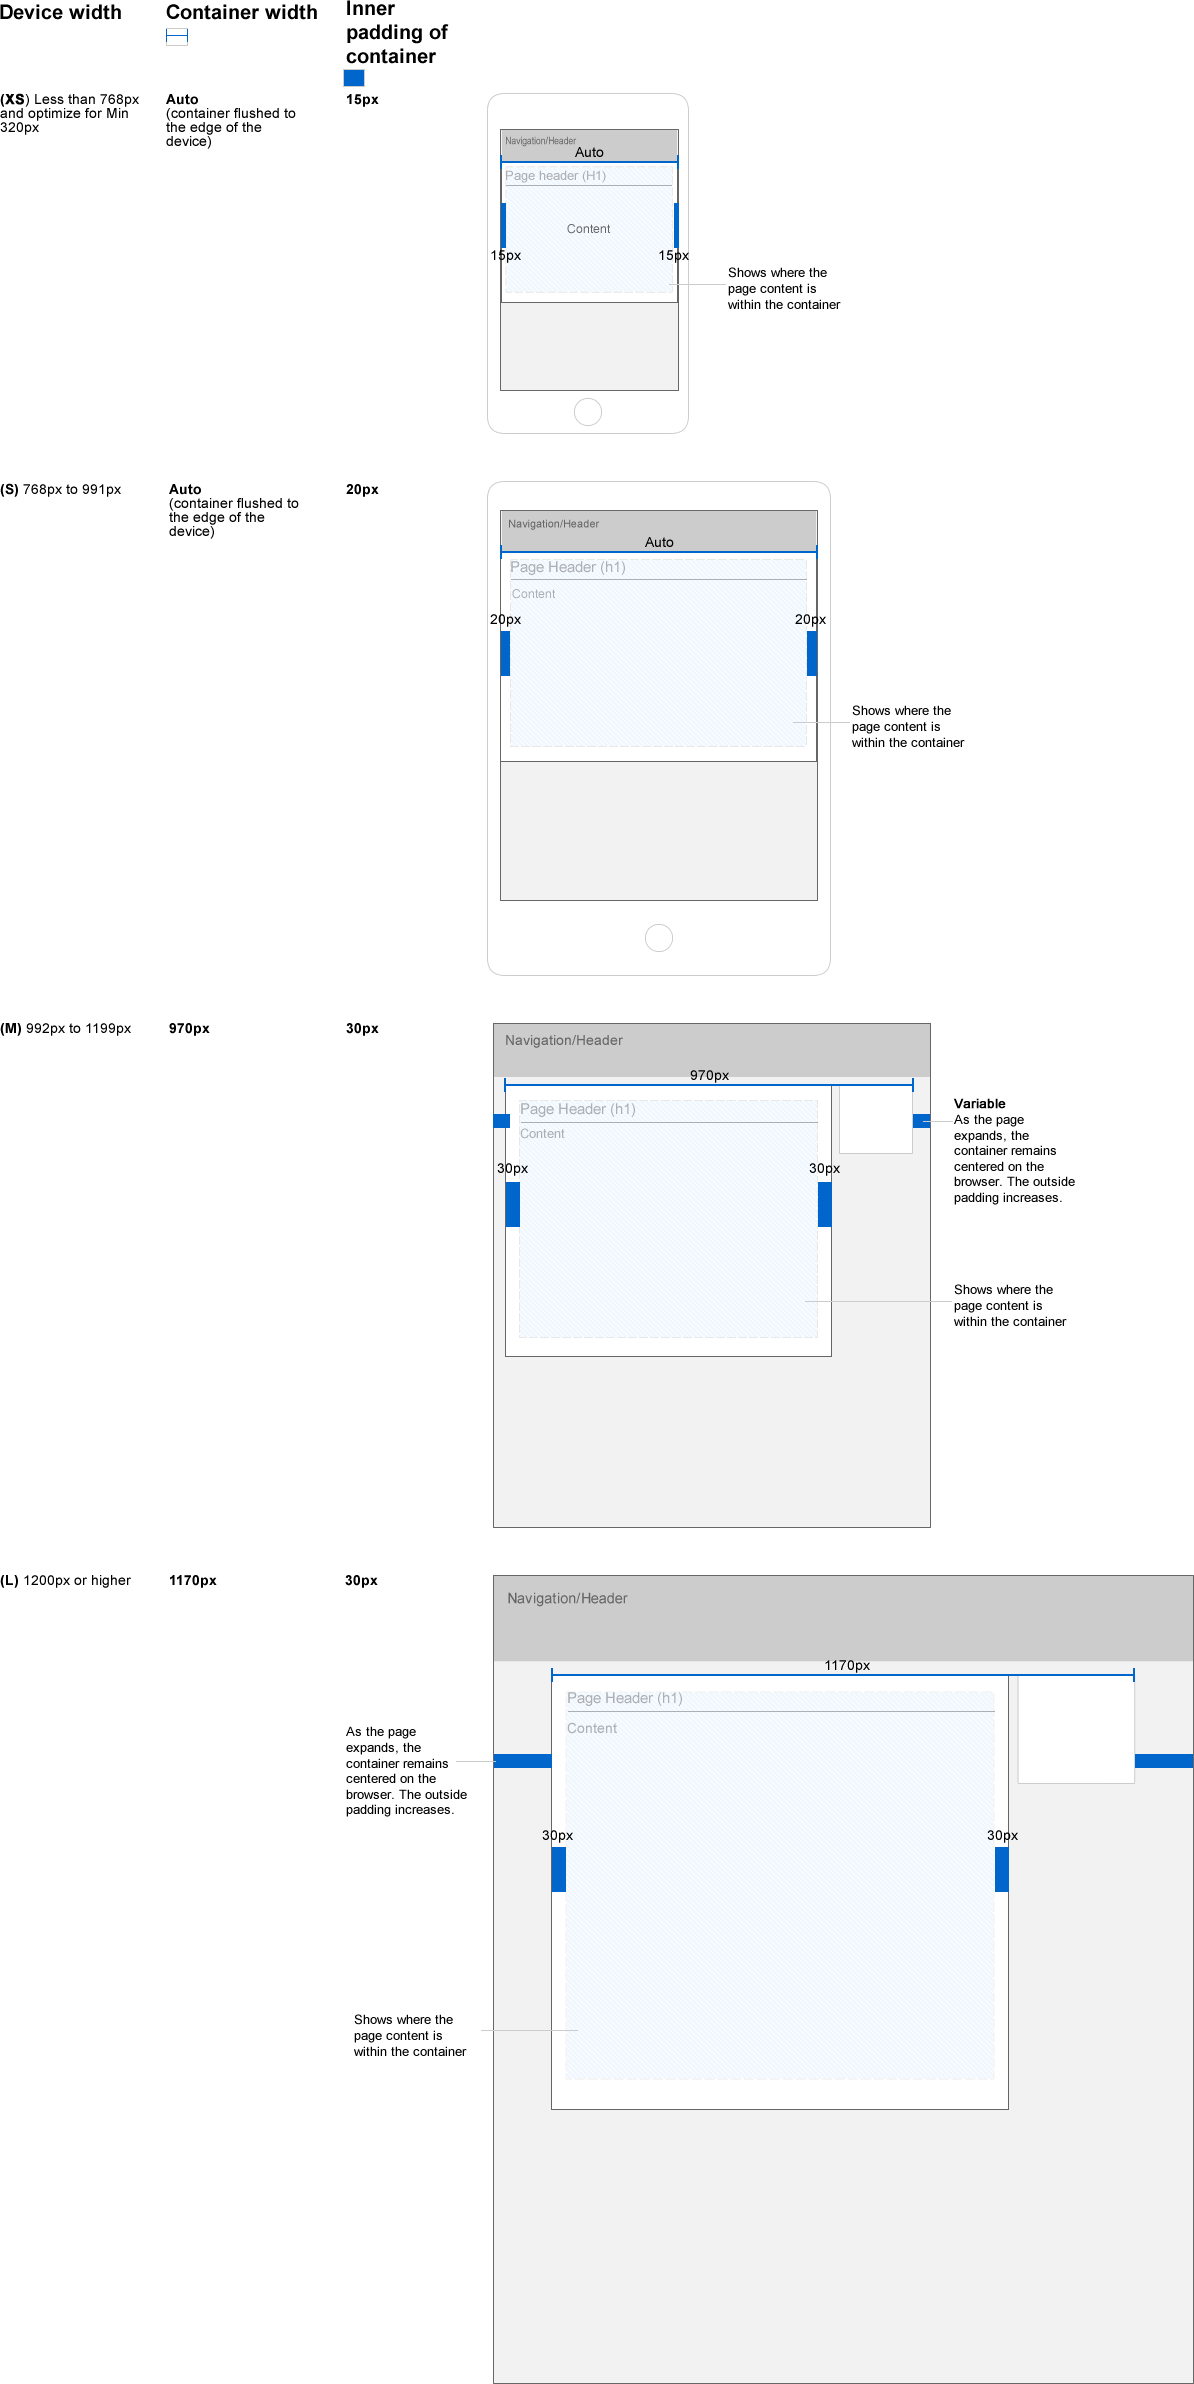 Device width
Container width
Inner
padding of
container
(XS) Less than 768px
and optimize for Min
320px
Auto
(container flushed to
the edge of the
device)
15px
Navigation/Header
Auto
Page header (H1)
Content
15px
15px
Shows where the
page content is
within the container
(S) 768px to 991px
Auto
(container flushed to
the edge of the
device)
20px
Navigation/Header
Auto
Page Header (h1)
Content
20px
20px
Shows where the
page content is
within the container
(M) 992px to 1199px
970px
30px
Navigation/Header
970px
Page Header (h1)
Content
30px
30px
Variable
As the page
expands, the
container remains
centered on the
browser. The outside
padding increases.
Shows where the
page content is
within the container
(L) 1200px or higher
1170px
30px
Navigation/Header
1170px
Page Header (h1)
Content
As the page
expands, the
container remains
centered on the
browser. The outside
padding increases.
30px
30px
Shows where the
page content is
within the container